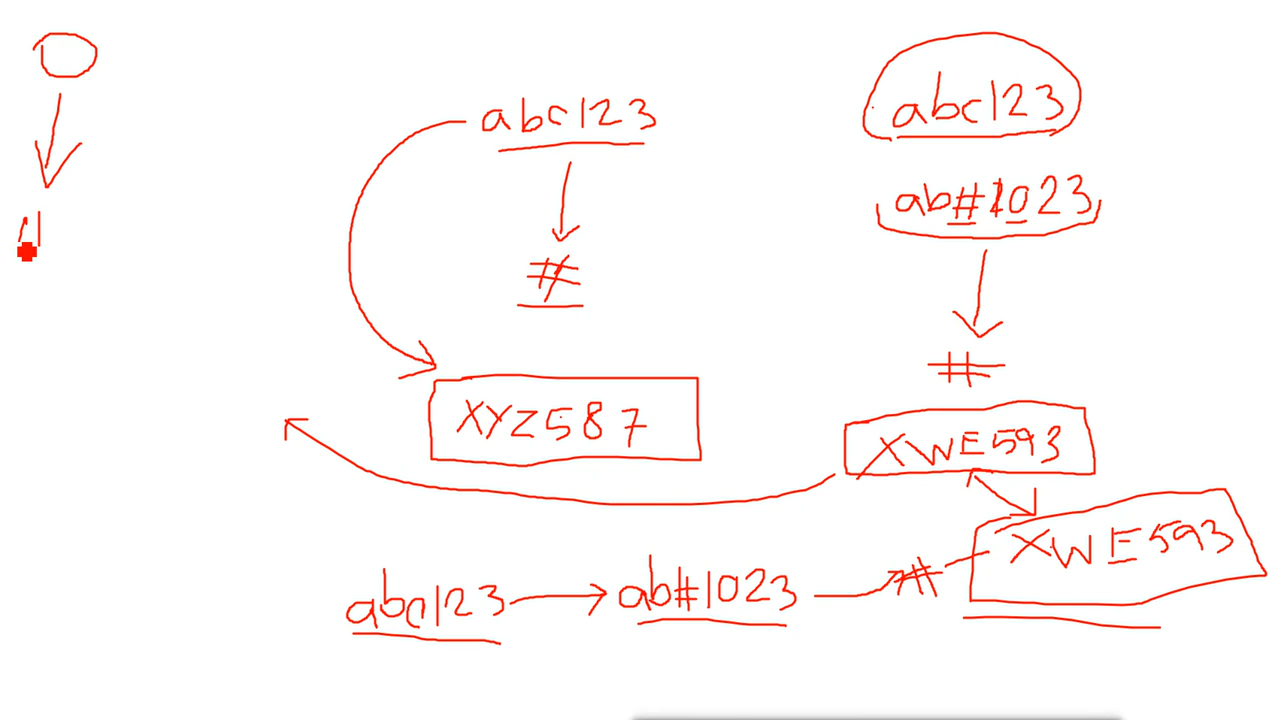 abc123
abc123
ab#1023
#
#
XYZ587
XWE593
XWE593
abc123 → ab#1023 → #